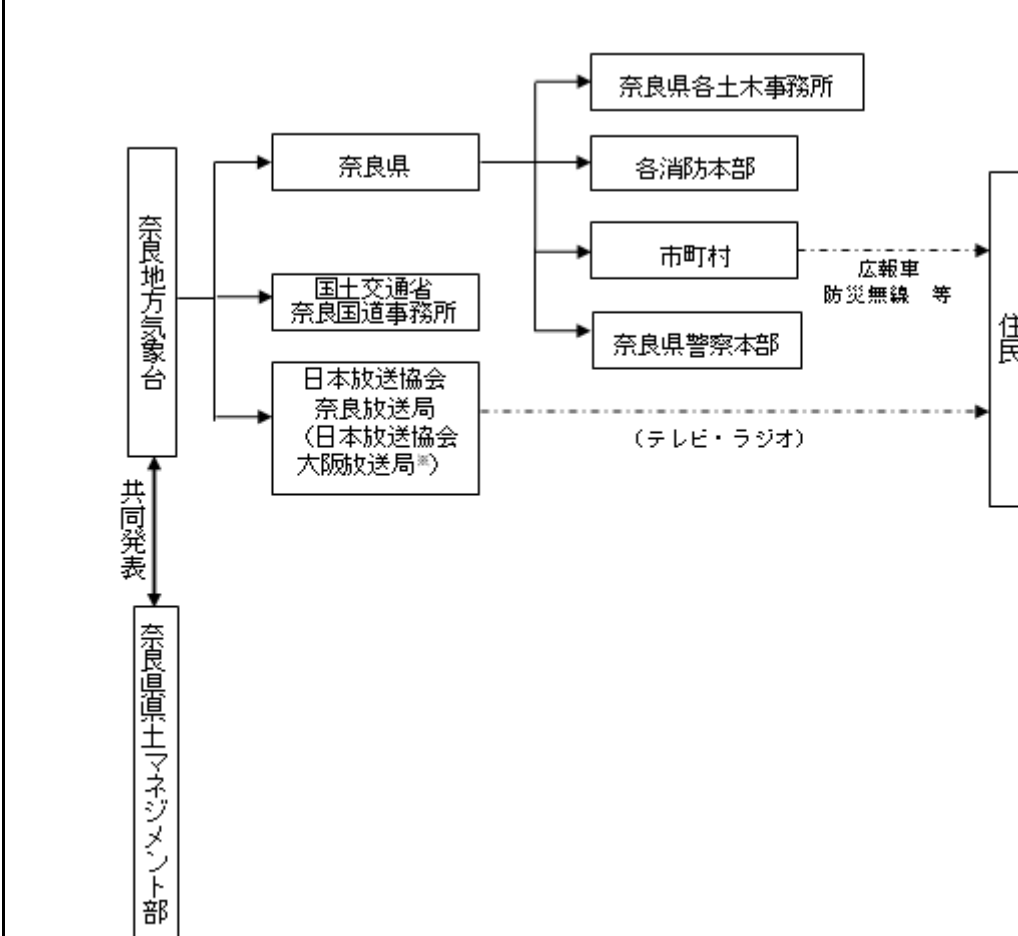 奈良県各土木事務所
奈良県
各消防本部
市町村
広報車
防災無線　等
奈良県警察本部
奈良地方気象台
国土交通省
奈良国道事務所
日本放送協会
奈良放送局
（日本放送協会
大阪放送局※）
（テレビ・ラジオ）
住民
共同発表
奈良県県土マネジメント部